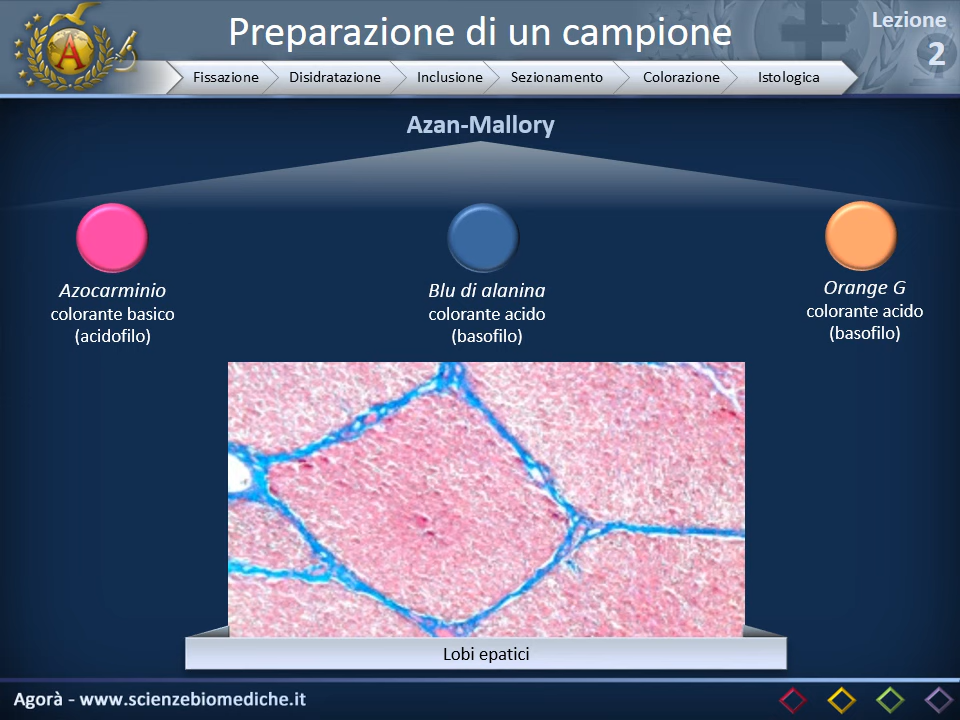 Preparazione di un campione
Lezione
2
Fissazione
Disidratazione
Inclusione
Sezionamento
Colorazione
Istologica
Azan-Mallory
Azocarminio
colorante basico
(acidofilo)
Blu di alanina
colorante acido
(basofilo)
Orange G
colorante acido
(basofilo)
Lobi epatici
Agorà - www.scienzebiomediche.it
A